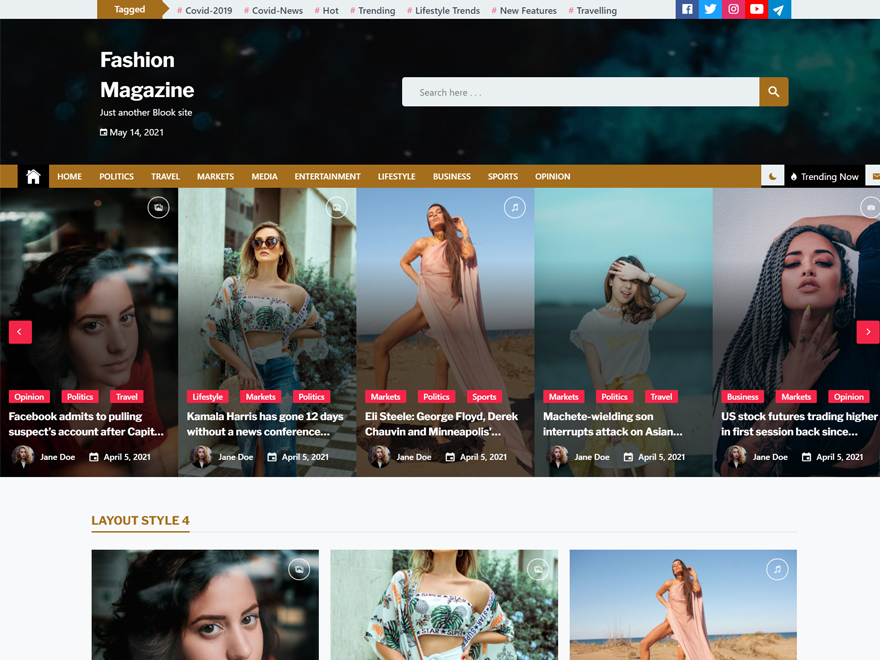 Tagged
# Covid-2019 # Covid-News # Hot # Trending # Lifestyle Trends # New Features # Travelling
Fashion
Magazine
Just another Blook site
May 14, 2021
Search here . . .
HOME POLITICS TRAVEL MARKETS MEDIA ENTERTAINMENT LIFESTYLE BUSINESS SPORTS OPINION
Trending Now
Opinion Politics Travel
Facebook admits to pulling
suspect's account after Capit...
Jane Doe April 5, 2021
Lifestyle Markets Politics
Kamala Harris has gone 12 days
without a news conference...
Jane Doe April 5, 2021
Markets Politics Sports
Eli Steele: George Floyd, Derek
Chauvin and Minneapolis'...
Jane Doe April 5, 2021
Markets Politics Travel
Machete-wielding son
interrupts attack on Asian...
Jane Doe April 5, 2021
Business Markets Opinion
US stock futures trading higher
in first session back since...
Jane Doe April 5, 2021
LAYOUT STYLE 4
STAR